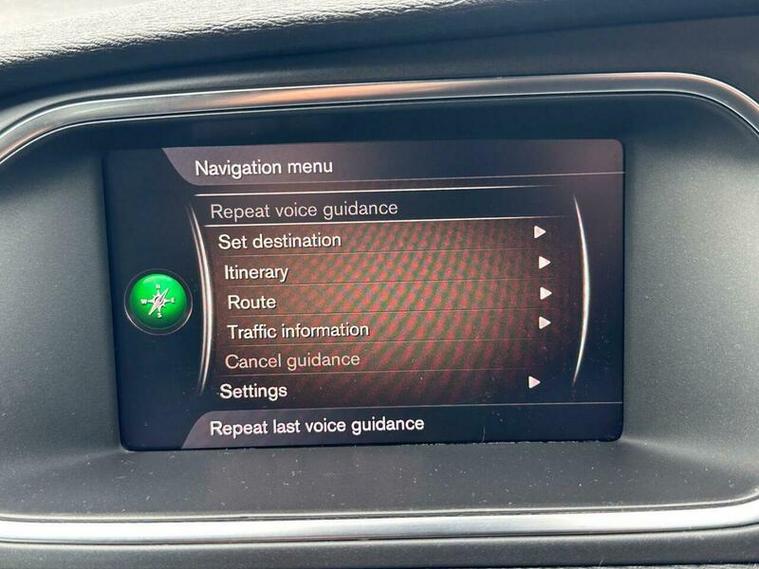 Navigation menu
Repeat voice guidance
Set destination
Itinerary
Route
Traffic information
Cancel guidance
Settings
Repeat last voice guidance
N
W E
S